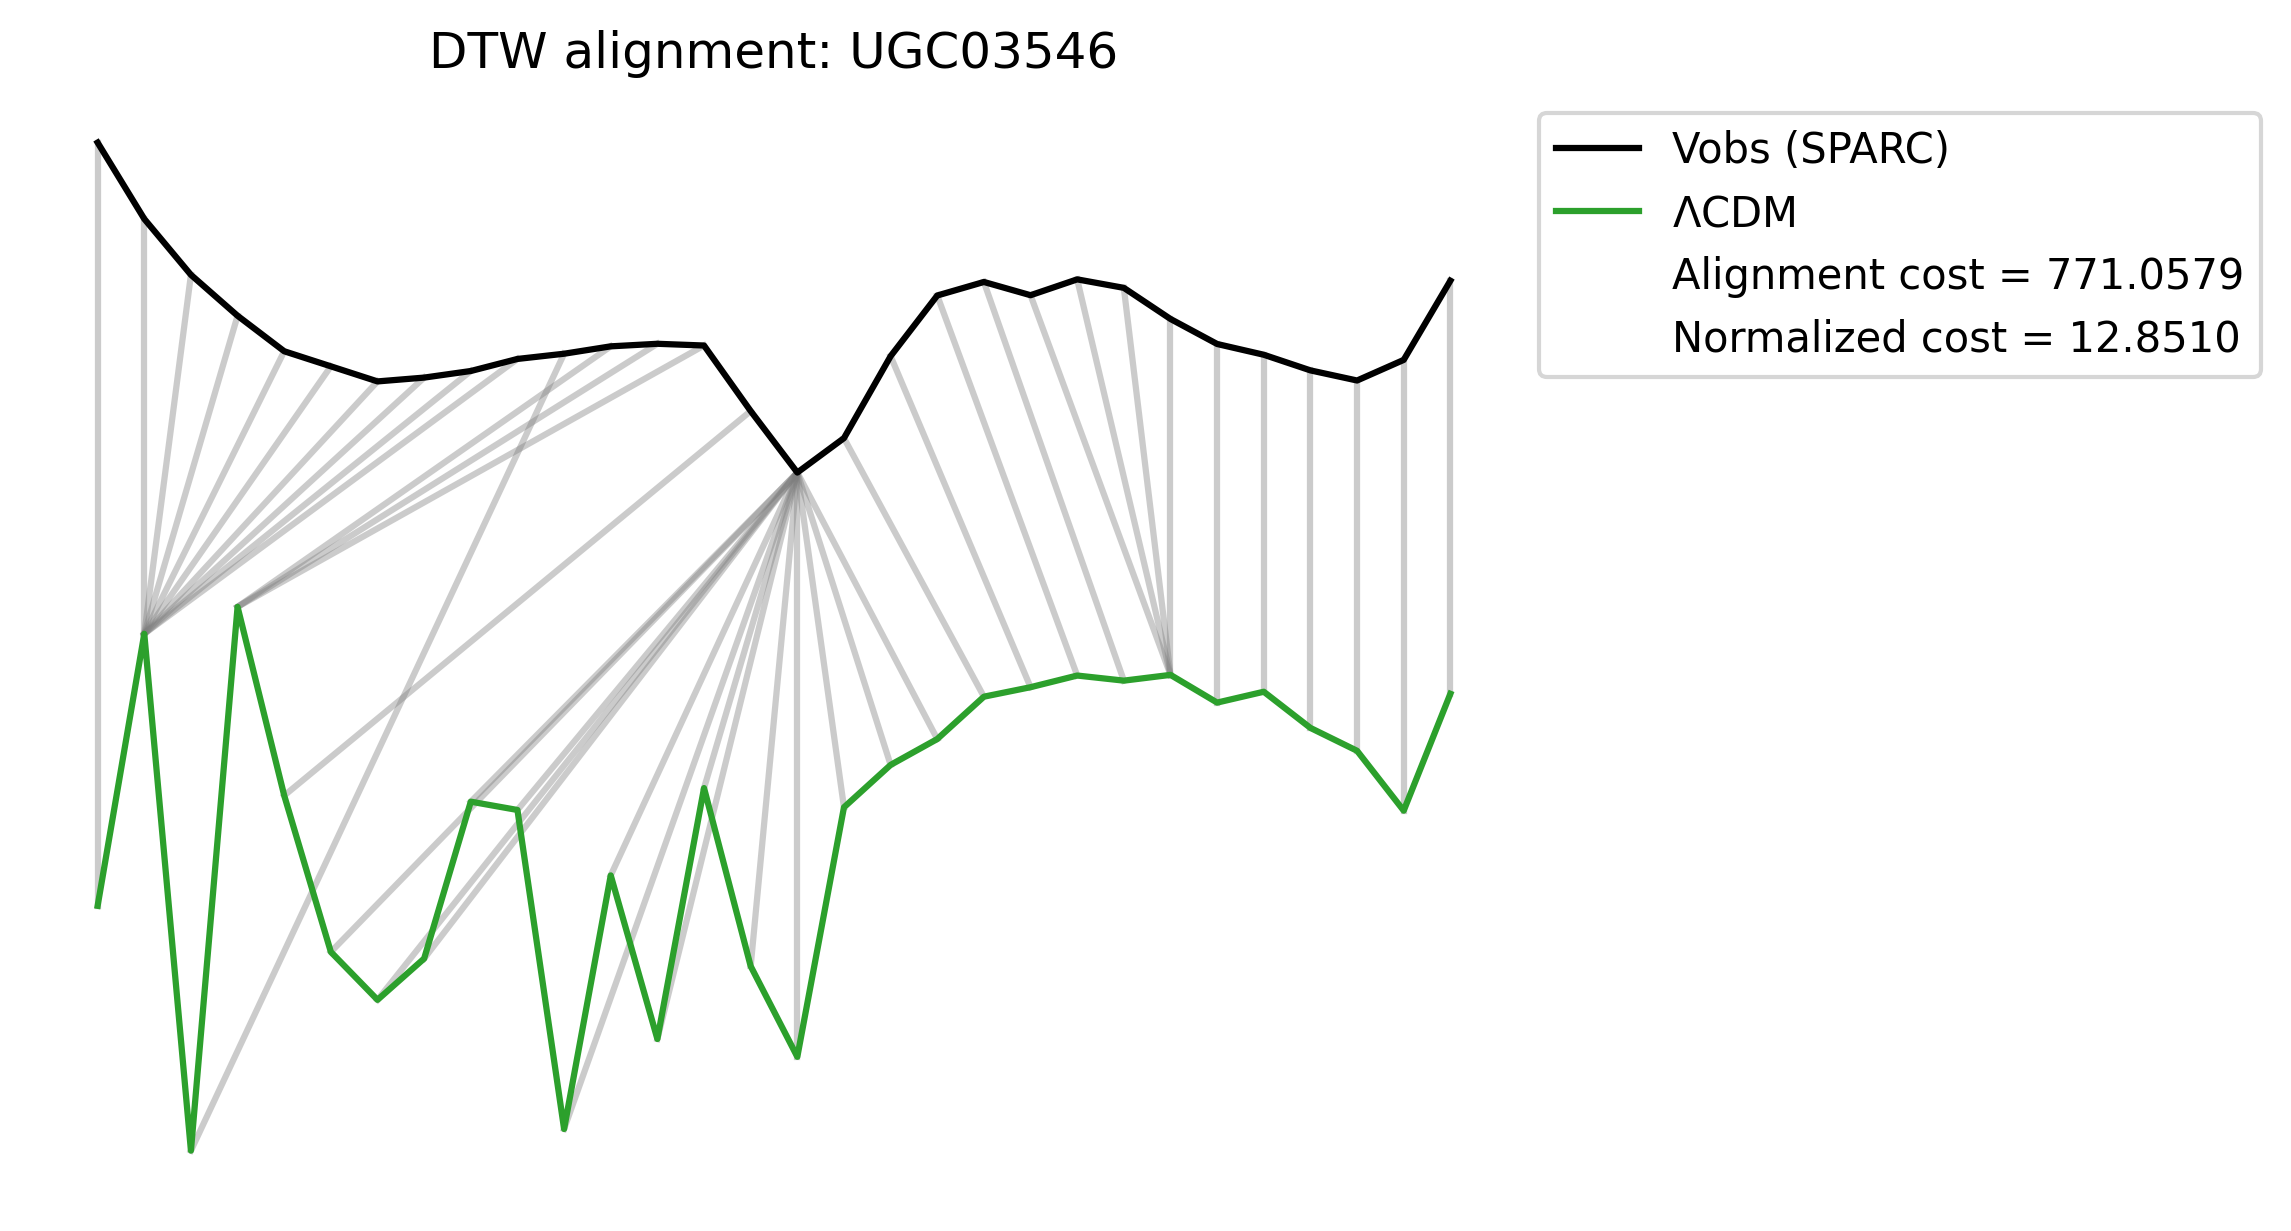 DTW alignment: UGC03546
Vobs (SPARC)
ΛCDM
Alignment cost = 771.0579
Normalized cost = 12.8510